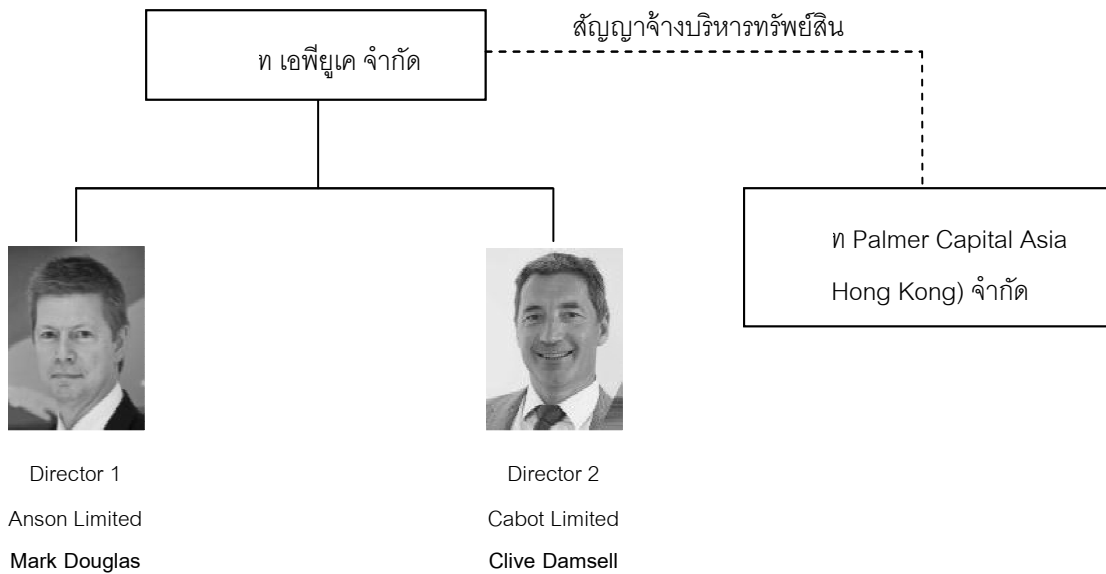 สัญญาจ้างบริหารทรัพย์สิน
ท เอพียูเค จำกัด
ท Palmer Capital Asia
Hong Kong) จำกัด
Director 1
Anson Limited
Mark Douglas
Director 2
Cabot Limited
Clive Damsell